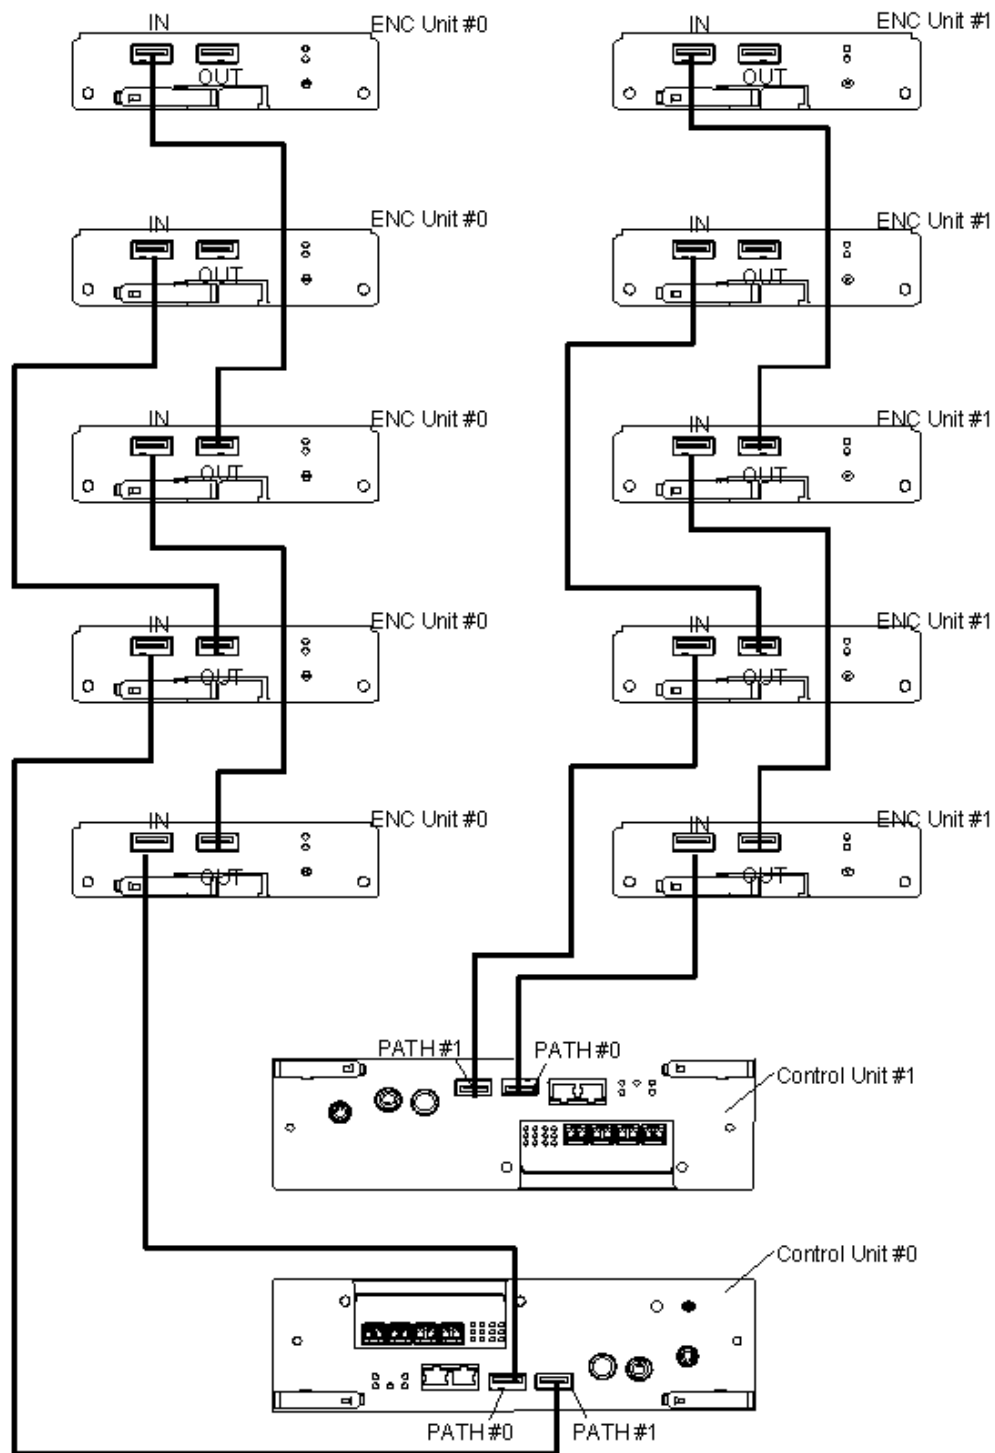 IN
ENC Unit #0
IN
ENC Unit #1
OUT
OUT
IN
ENC Unit #0
IN
ENC Unit #1
OUT
OUT
IN
ENC Unit #0
IN
ENC Unit #1
OUT
OUT
IN
ENC Unit #0
IN
ENC Unit #1
OUT
OUT
IN
ENC Unit #0
IN
ENC Unit #1
OUT
OUT
PATH #1
PATH #0
Control Unit #1
Control Unit #0
PATH #0
PATH #1